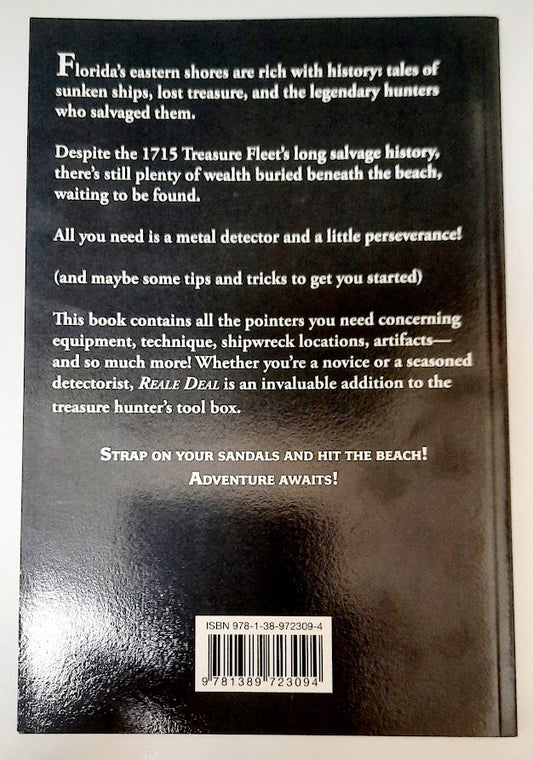 Florida's eastern shores are rich with history: tales of
sunken ships, lost treasure, and the legendary hunters
who salvaged them.
Despite the 1715 Treasure Fleet's long salvage history,
there's still plenty of wealth buried beneath the beach,
waiting to be found.
All you need is a metal detector and a little perseverance!
(and maybe some tips and tricks to get you started)
This book contains all the pointers you need concerning
equipment, technique, shipwreck locations, artifacts—
and so much more! Whether you're a novice or a seasoned
detectorist, REALE DEAL is an invaluable addition to the
treasure hunter's tool box.
STRAP ON YOUR SANDALS AND HIT THE BEACH!
ADVENTURE AWAITS!
ISBN 978-1-38-972309-4
9 781389 723094